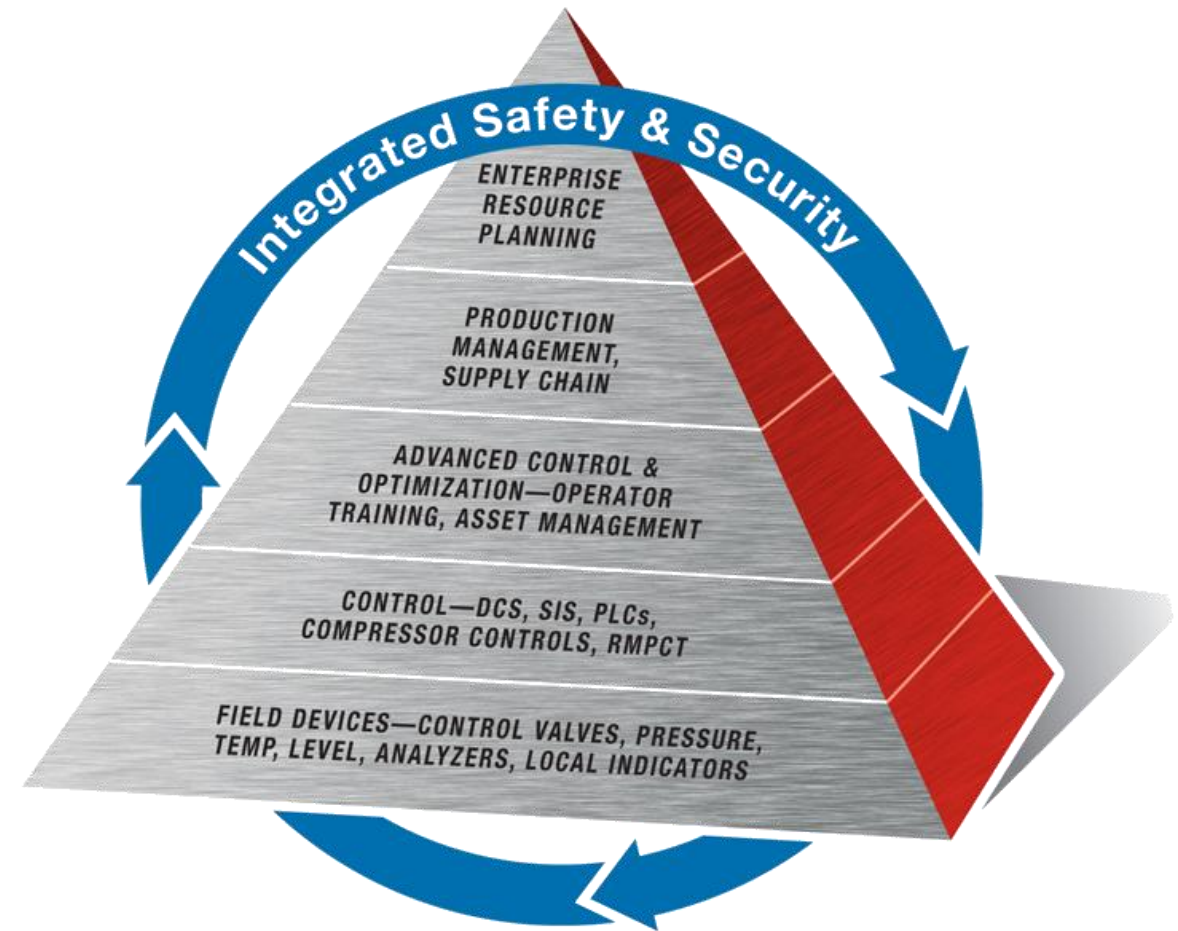 Integrated Safety & Security
ENTERPRISE
RESOURCE
PLANNING
PRODUCTION
MANAGEMENT,
SUPPLY CHAIN
ADVANCED CONTROL &
OPTIMIZATION—OPERATOR
TRAINING, ASSET MANAGEMENT
CONTROL—DCS, SIS, PLCs,
COMPRESSOR CONTROLS, RMPCT
FIELD DEVICES—CONTROL VALVES, PRESSURE,
TEMP, LEVEL, ANALYZERS, LOCAL INDICATORS